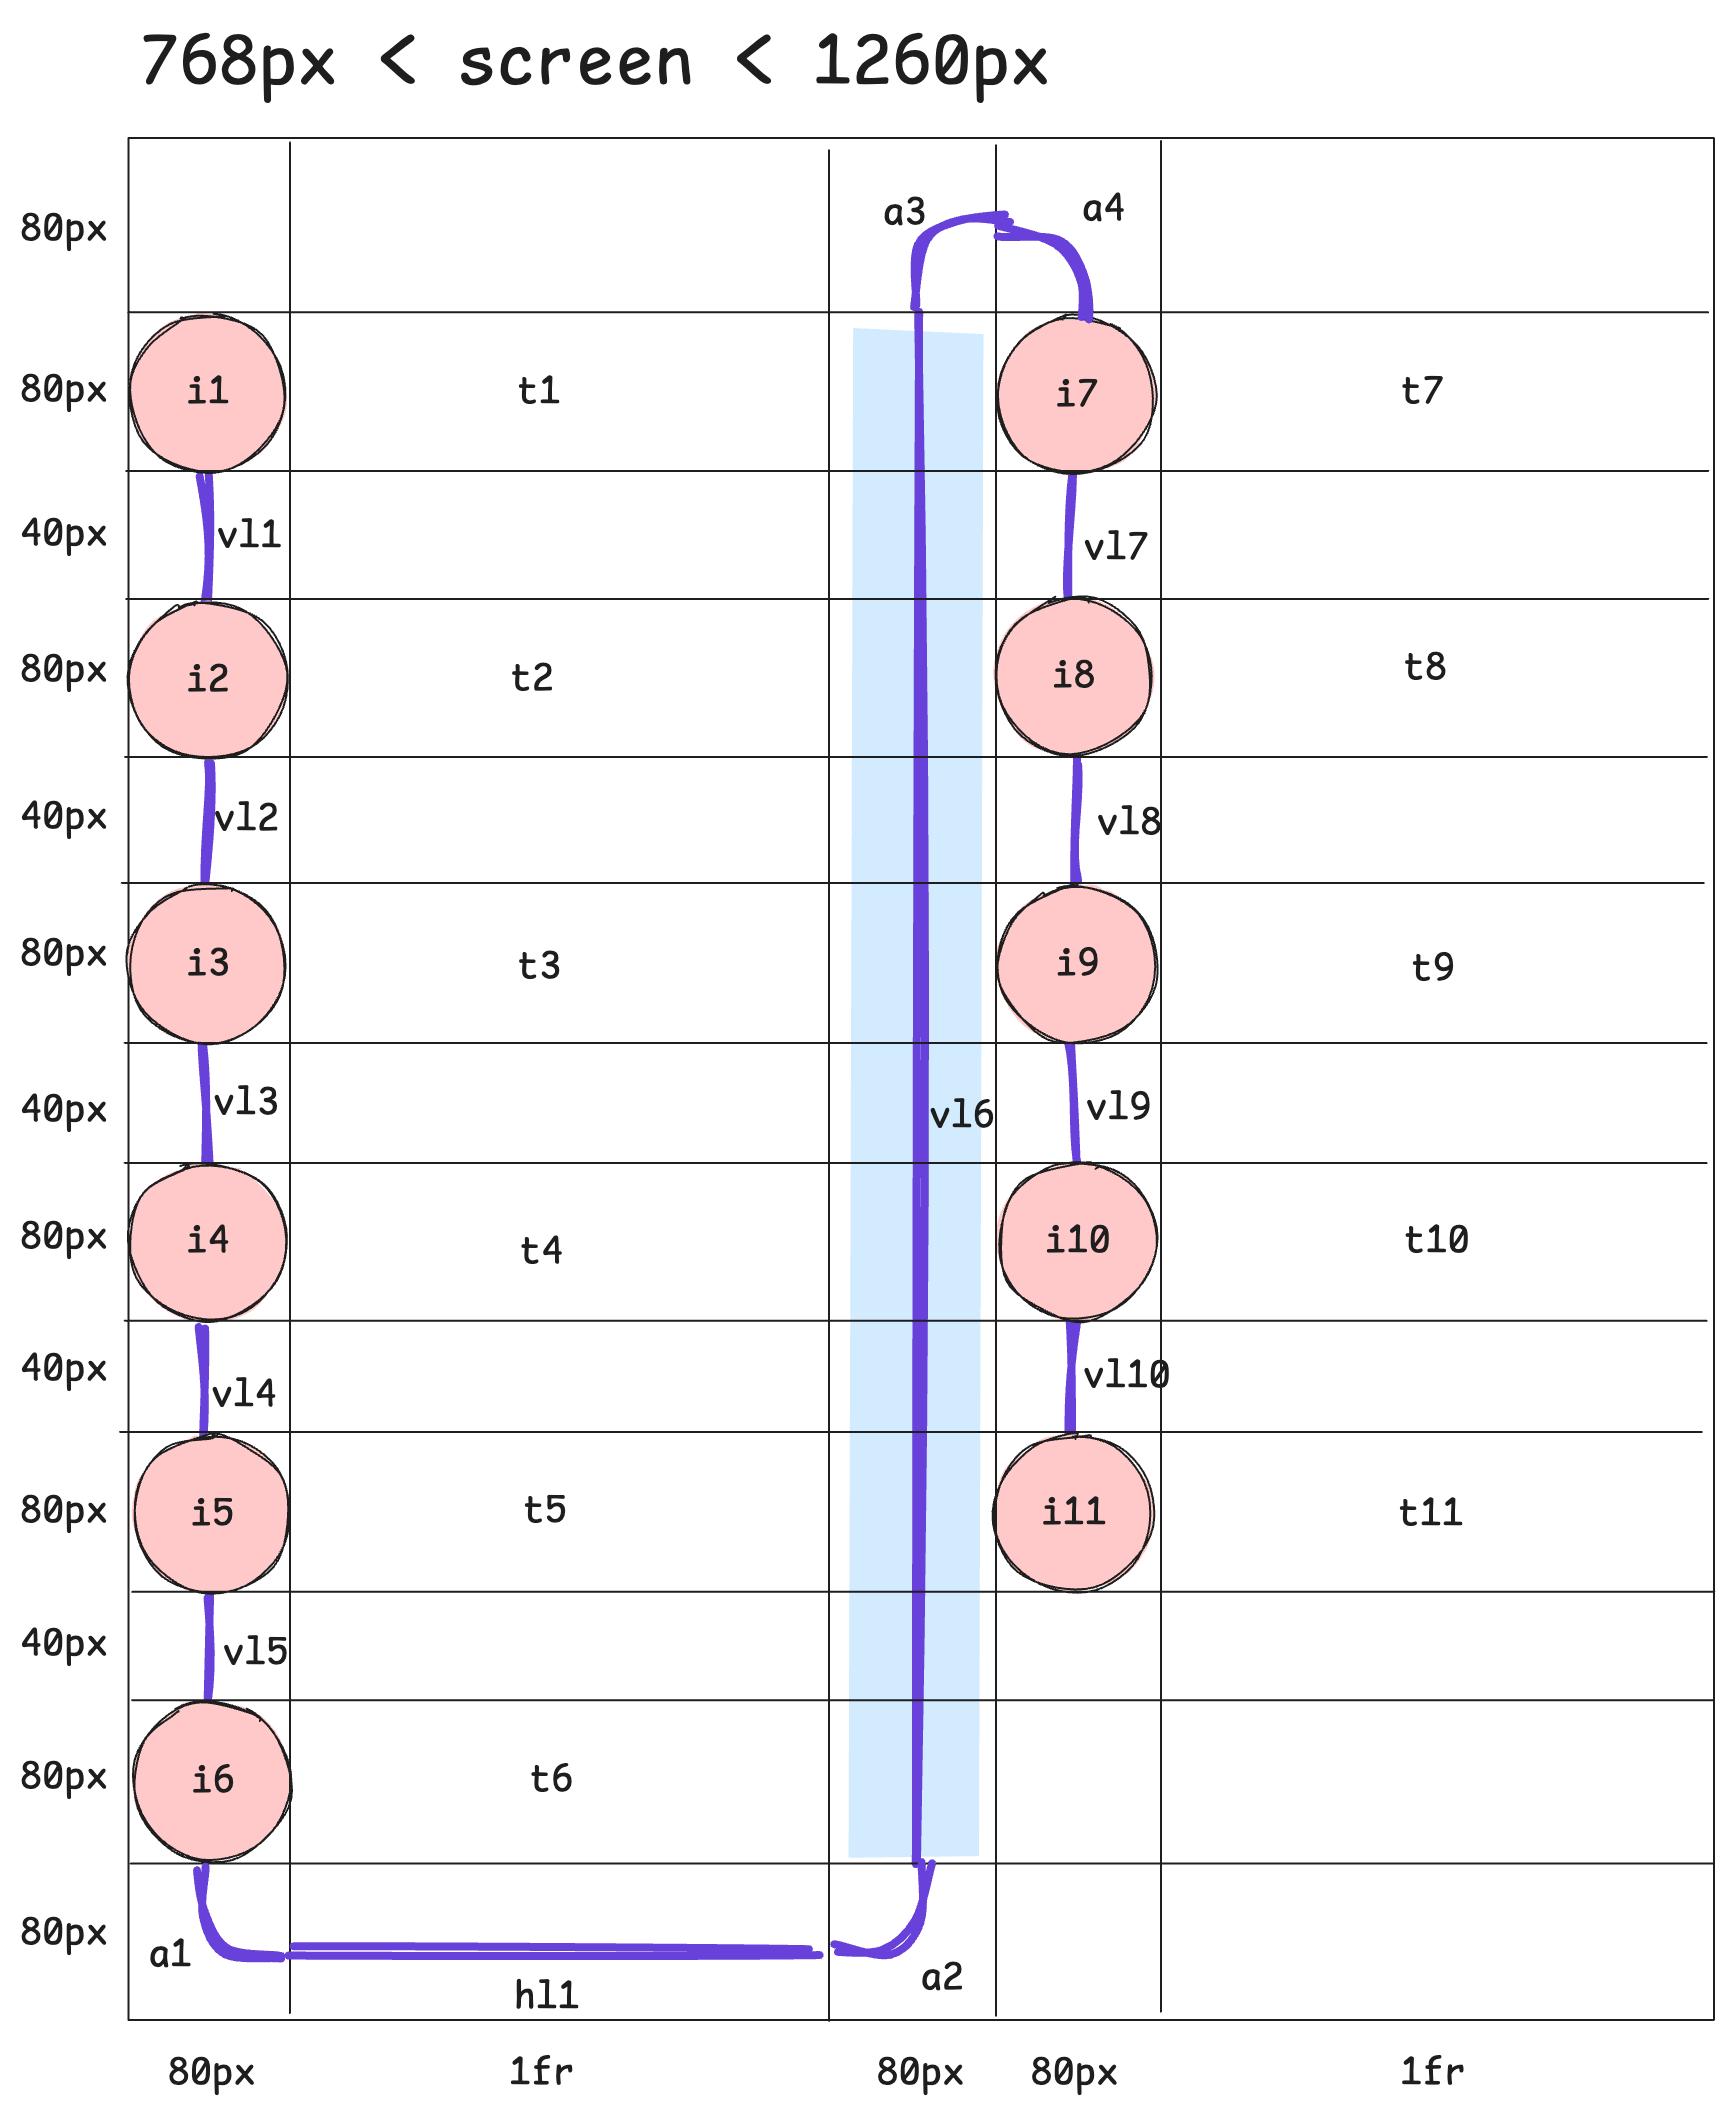 768px < screen < 1260px
80px a3 a4
80px i1 t1 i7 t7
40px vl1 vl7
80px i2 t2 i8 t8
40px vl2 vl8
80px i3 t3 i9 t9
40px vl3 vl6 vl9
80px i4 t4 i10 t10
40px vl4 vl10
80px i5 t5 i11 t11
40px vl5
80px i6 t6
80px a1 hl1 a2
80px 1fr 80px 80px 1fr